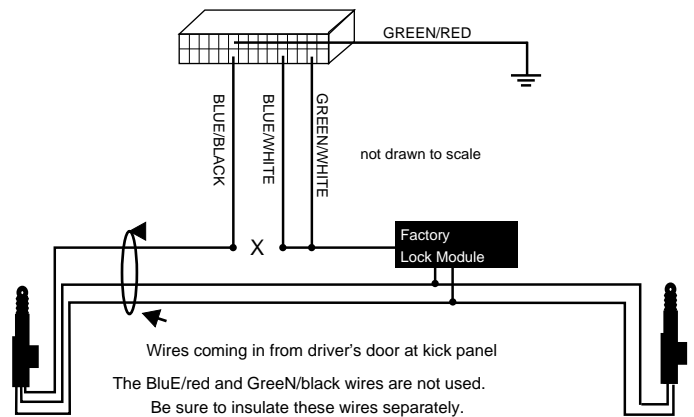 GREEN/RED
BLUE/BLACK
BLUE/WHITE
GREEN/WHITE
not drawn to scale
X
Factory
Lock Module
Wires coming in from driver's door at kick panel
The BluE/red and GreeN/black wires are not used.
Be sure to insulate these wires separately.